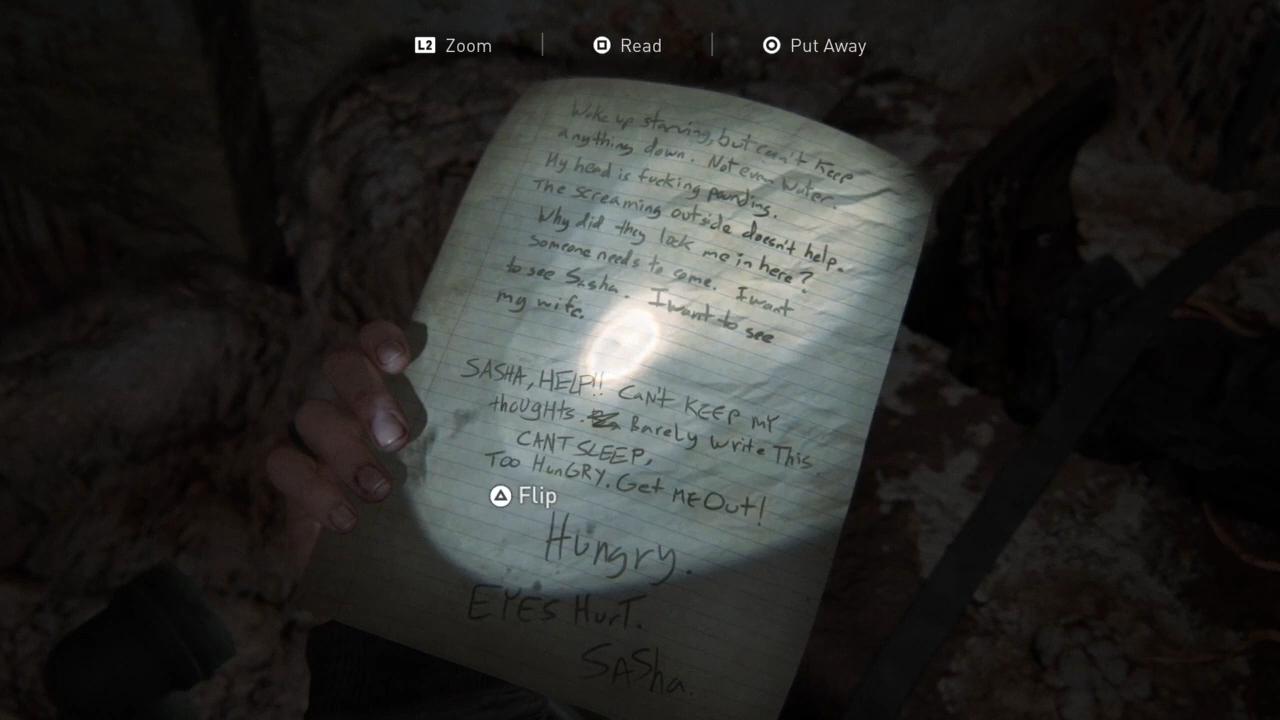 L2 Zoom | Read | Put Away
Woke up starving, but can't keep
anything down. Not even water.
My head is fucking pounding.
The screaming outside doesn't help.
Why did they lock me in here?
Someone needs to come. I want
to see Sasha. I want to see
my wife.
SASHA, HELP!! CaN'T KEEP MY
thoUGHTS. Barely Write This.
CANT SLEEP,
TOO HunGRY. Get ME Out!
Flip
Hungry.
EYEs HurT.
SASha.